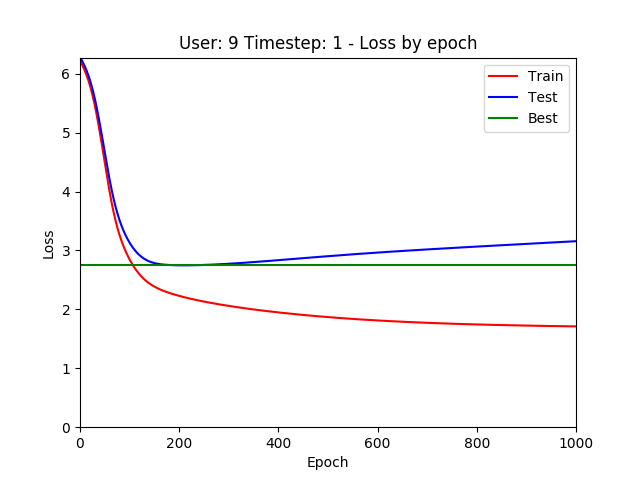 User: 9 Timestep: 1 - Loss by epoch
6
5
4
3
2
1
0
Loss
Train
Test
Best
0 200 400 600 800 1000
Epoch